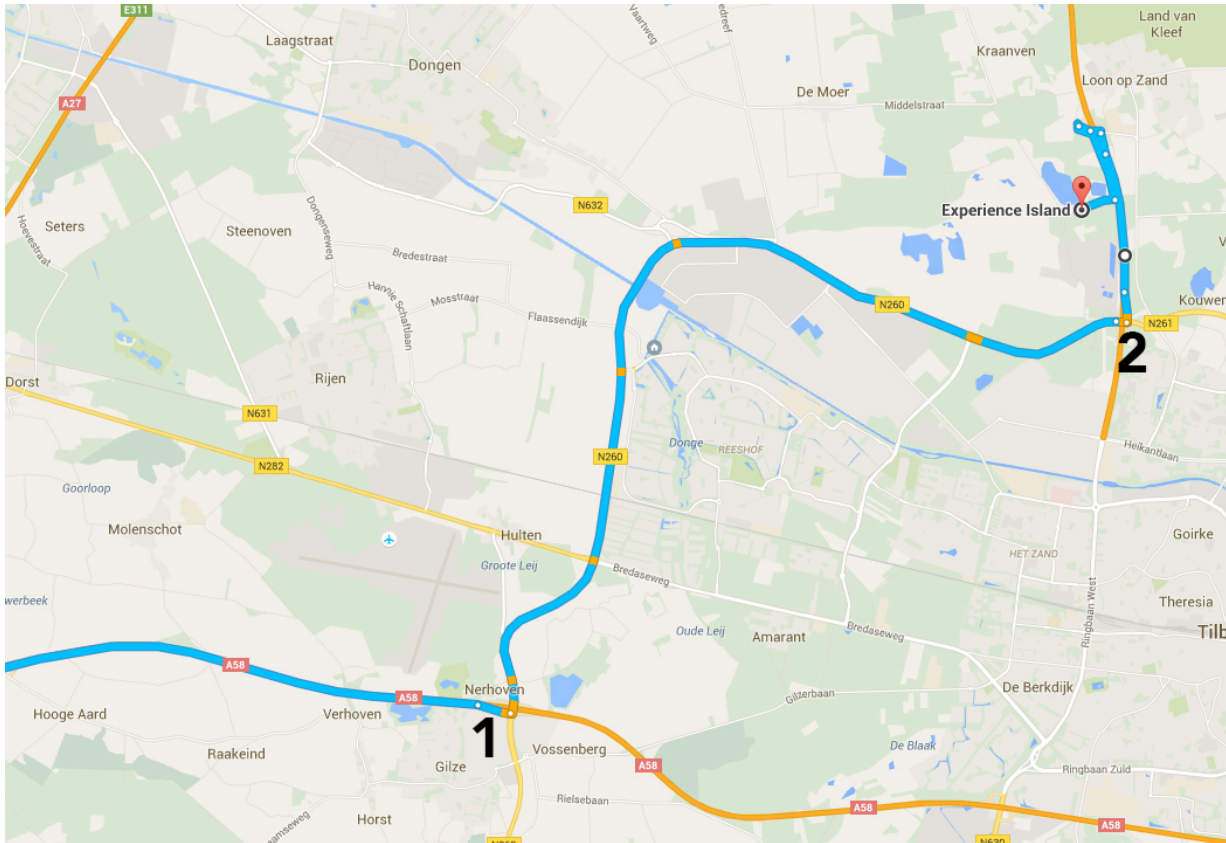 E311
Land van
Kleef
Laagstraat
Vaartweg
Kraanven
Dongen
De Moer
Loon op Zand
A27
Middelstraat
Experience Island
N632
Seters
Steenoven
Dongenseweg
Hoevestraat
Bredestraat
Mosstraat
Flaassendijk
N260
Kouwen
N261
2
Dorst
Rijen
N631
Donge
REESHOF
Heikantlaan
N282
N260
Goorloop
Molenschot
Hulten
Goirke
HET ZAND
Groote Leij
Bredaseweg
werbeek
Theresia
Ringbaan West
Oude Leij
Amarant
Bredaseweg
Tilb
A58
Nerhoven
A58
Gilzerbaan
De Berkdijk
Hooge Aard
Verhoven
1
Vossenberg
De Blaak
Raakeind
Gilze
A58
Ringbaan Zuid
Rielsebaan
A58
Horst
A58
N630